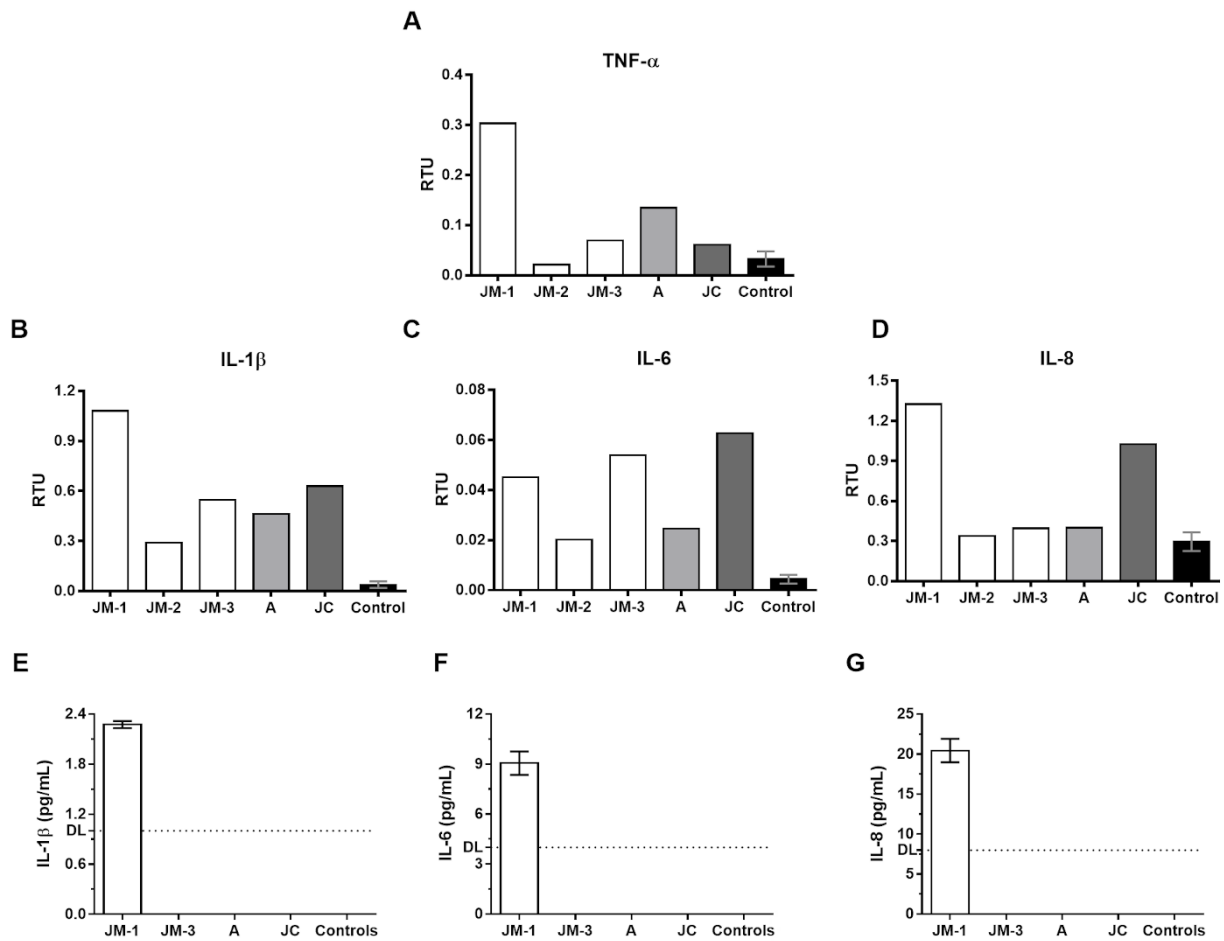 A
TNF-α
RTU
0.4
0.3
0.2
0.1
0.0
JM-1 JM-2 JM-3 A JC Control
B
IL-1β
RTU
1.2
0.9
0.6
0.3
0.0
JM-1 JM-2 JM-3 A JC Control
C
IL-6
RTU
0.08
0.06
0.04
0.02
0.00
JM-1 JM-2 JM-3 A JC Control
D
IL-8
RTU
1.5
1.2
0.9
0.6
0.3
0.0
JM-1 JM-2 JM-3 A JC Control
E
IL-1β (pg/mL)
2.4
1.8
1.2
DL
0.6
0.0
JM-1 JM-3 A JC Controls
F
IL-6 (pg/mL)
12
9
6
DL
3
0
JM-1 JM-3 A JC Controls
G
IL-8 (pg/mL)
25
20
15
10
DL
5
0
JM-1 JM-3 A JC Controls